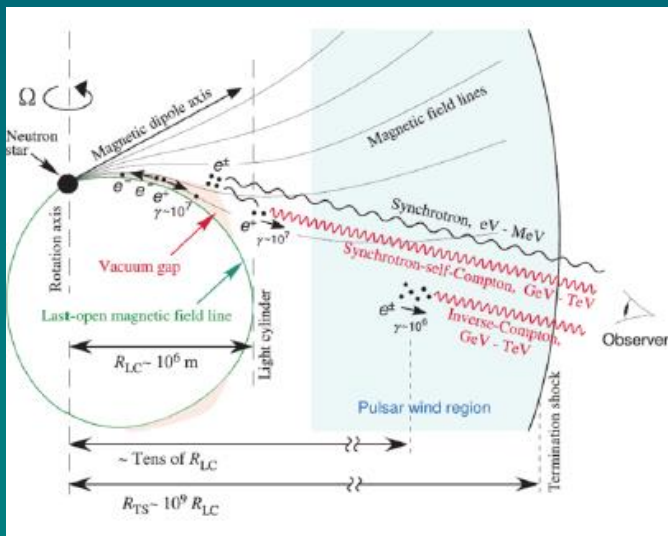 Ω
Neutron
star
Magnetic dipole axis
Magnetic field lines
e±
e⁻ e⁻ e⁺
γ~10⁷
e±
γ~10⁷
Synchrotron, eV - MeV
Synchrotron-self-Compton, GeV - TeV
Vacuum gap
Rotation axis
Last-open magnetic field line
Light cylinder
e±
γ~10⁶
Inverse-Compton,
GeV - TeV
Observer
R_LC ~ 10⁶ m
Pulsar wind region
Termination shock
~ Tens of R_LC
R_TS ~ 10⁹ R_LC